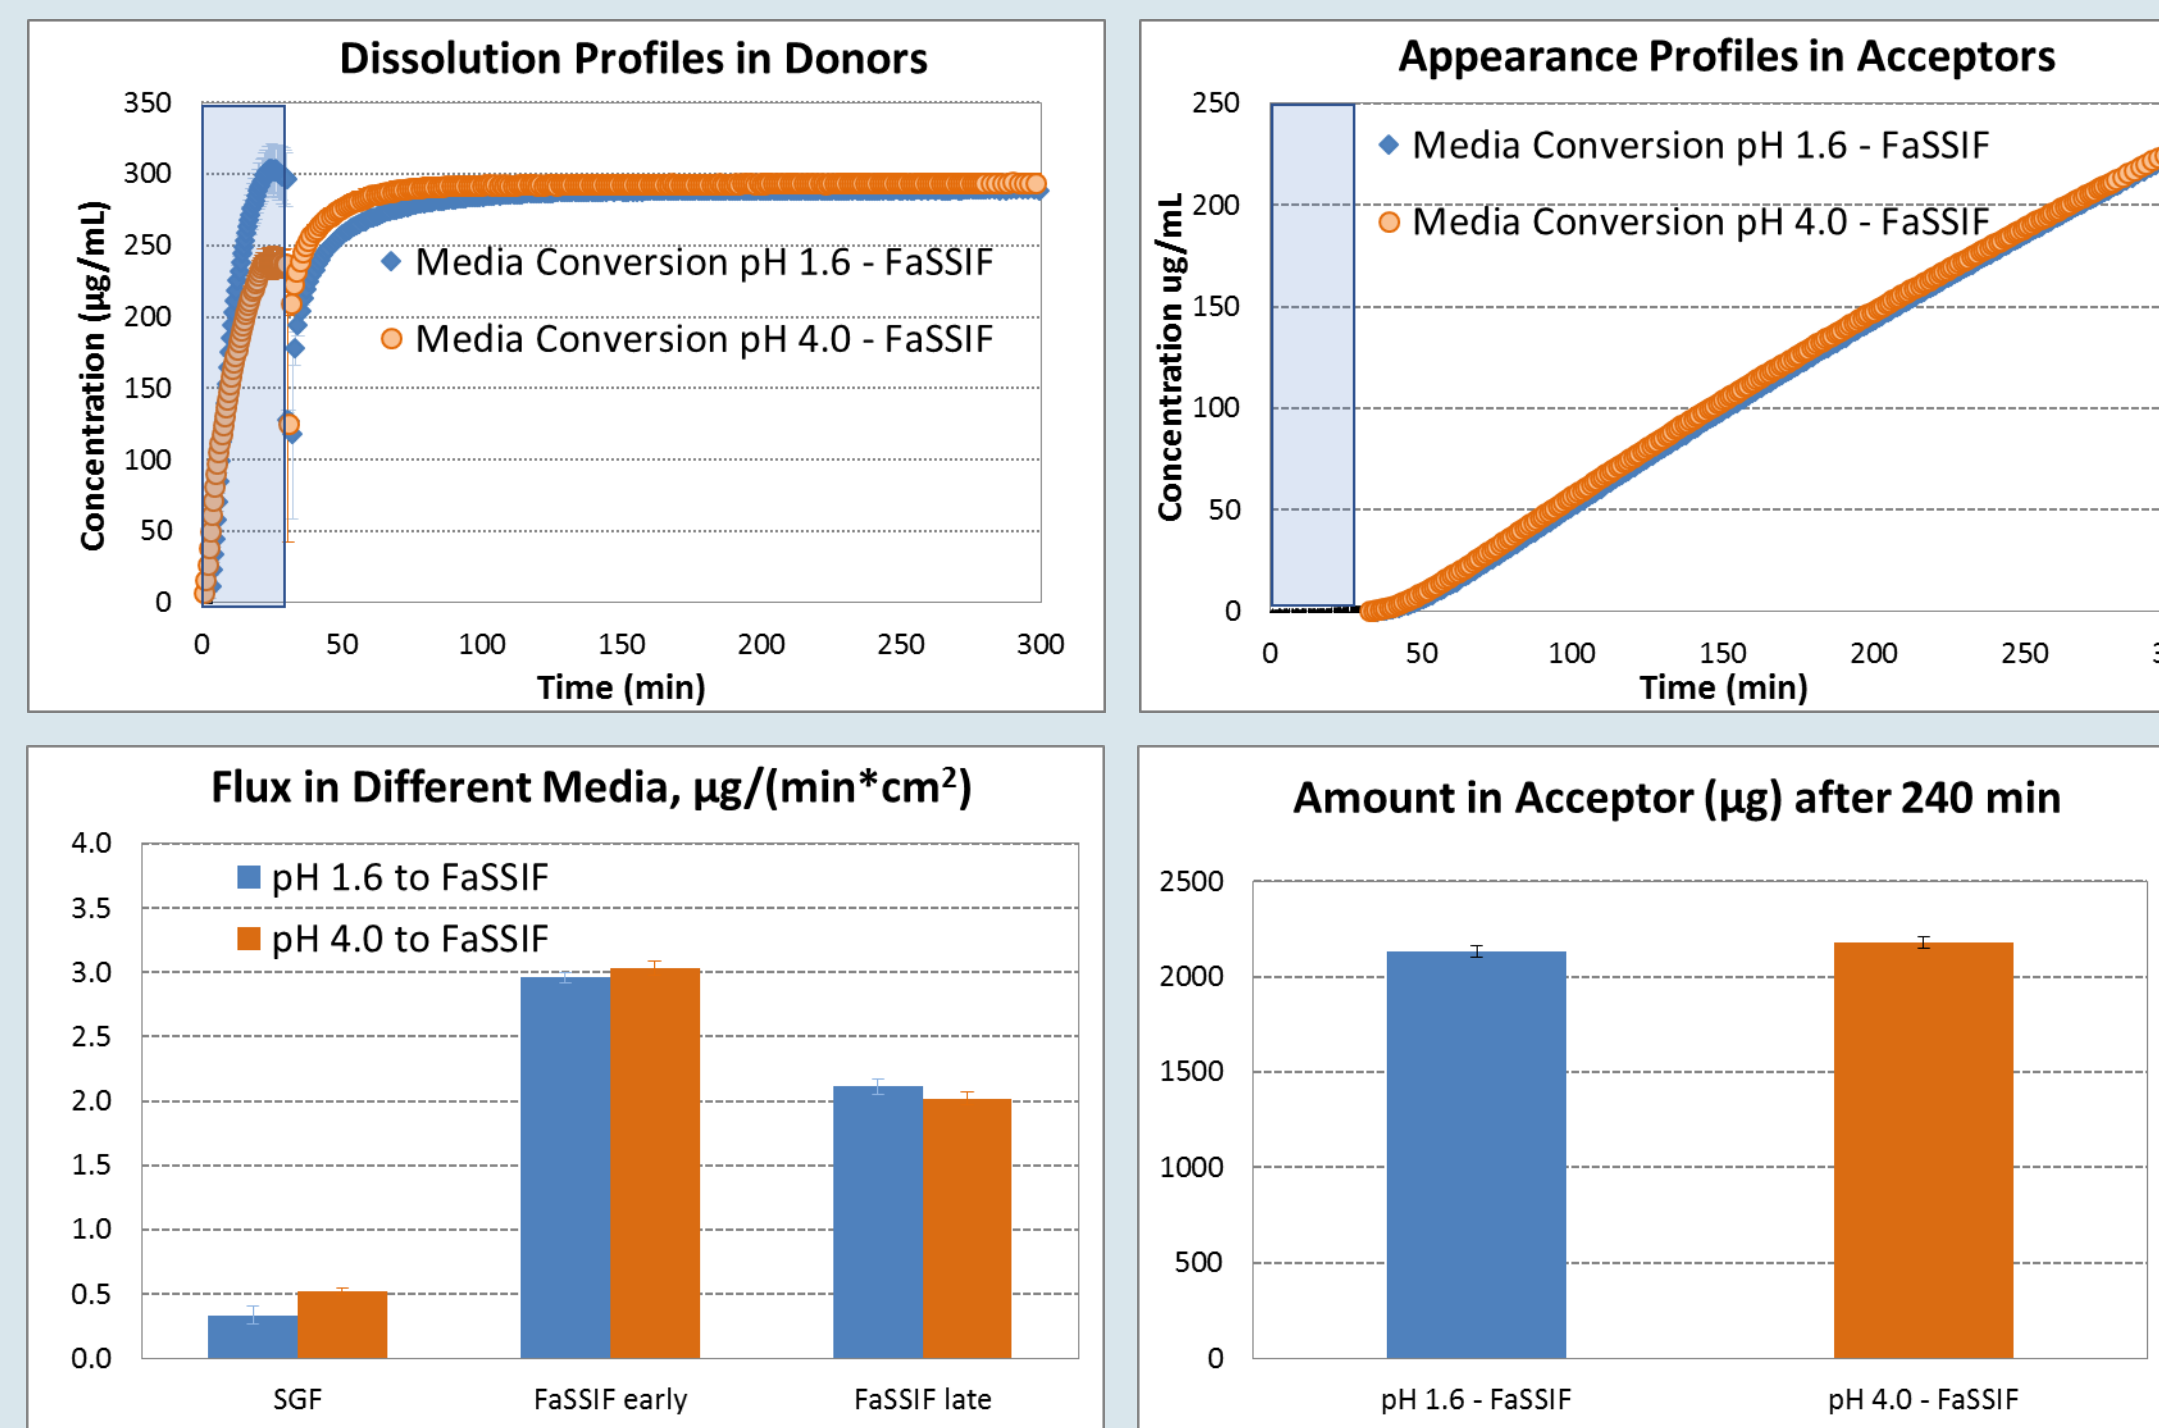 Dissolution Profiles in Donors
Concentration (µg/mL)
350
300
250
200
150
100
50
0
Media Conversion pH 1.6 - FaSSIF
Media Conversion pH 4.0 - FaSSIF
0 50 100 150 200 250 300
Time (min)
Appearance Profiles in Acceptors
Concentration ug/mL
250
200
150
100
50
0
Media Conversion pH 1.6 - FaSSIF
Media Conversion pH 4.0 - FaSSIF
0 50 100 150 200 250
Time (min)
Flux in Different Media, µg/(min*cm²)
4.0
3.5
3.0
2.5
2.0
1.5
1.0
0.5
0.0
pH 1.6 to FaSSIF
pH 4.0 to FaSSIF
SGF FaSSIF early FaSSIF late
Amount in Acceptor (µg) after 240 min
2500
2000
1500
1000
500
0
pH 1.6 - FaSSIF pH 4.0 - FaSSIF